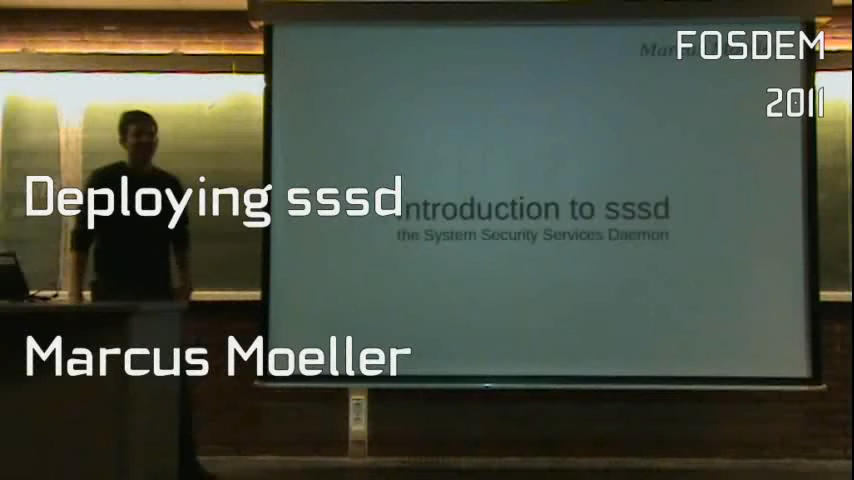 FOSDEM
2011
Deploying sssd
Introduction to sssd
the System Security Services Daemon
Marcus Moeller